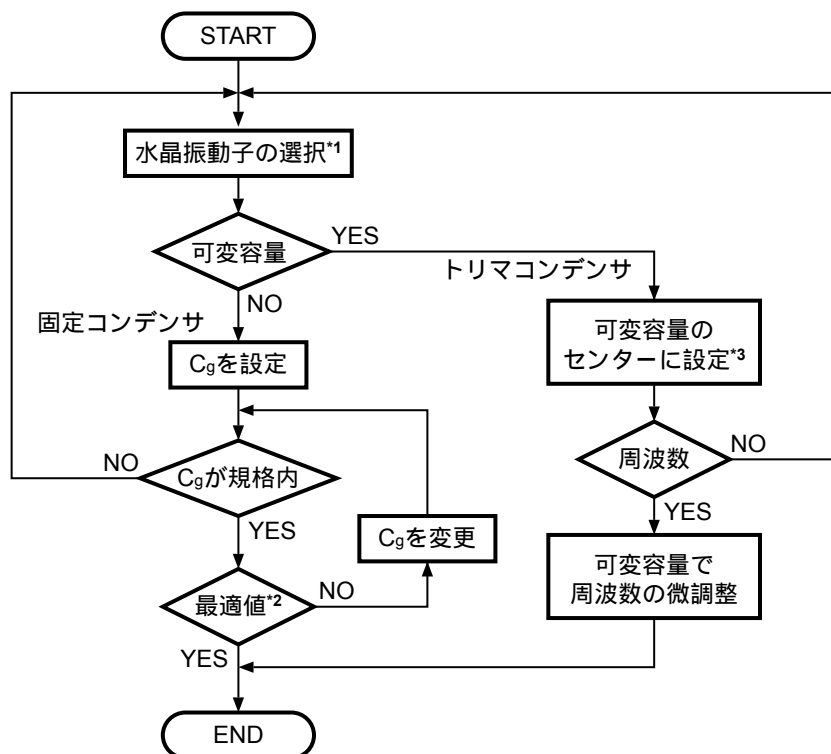 START
水晶振動子の選択*1
可変容量
YES
トリマコンデンサ
NO
固定コンデンサ
Cgを設定
可変容量の
センターに設定*3
NO
Cgが規格内
YES
Cgを変更
最適値*2
NO
YES
周波数
NO
YES
可変容量で
周波数の微調整
END